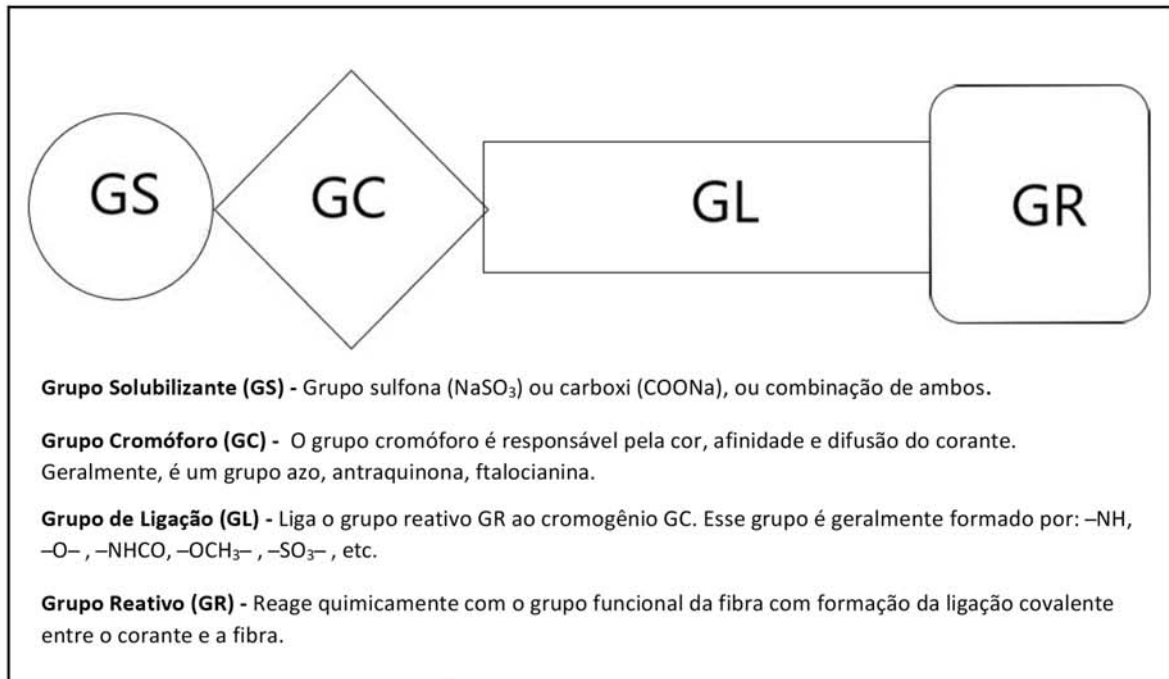 GS
GC
GL
GR
Grupo Solubilizante (GS) - Grupo sulfona (NaSO₃) ou carboxi (COONa), ou combinação de ambos.
Grupo Cromóforo (GC) - O grupo cromóforo é responsável pela cor, afinidade e difusão do corante.
Geralmente, é um grupo azo, antraquinona, ftalocianina.
Grupo de Ligação (GL) - Liga o grupo reativo GR ao cromogênio GC. Esse grupo é geralmente formado por: –NH,
–O– , –NHCO, –OCH₃– , –SO₃– , etc.
Grupo Reativo (GR) - Reage quimicamente com o grupo funcional da fibra com formação da ligação covalente
entre o corante e a fibra.